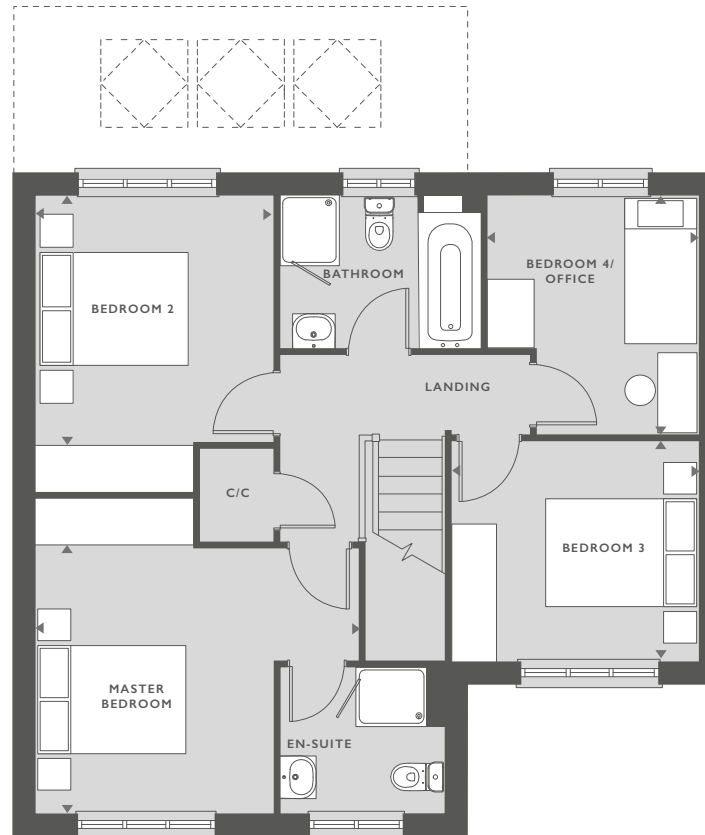 BATHROOM
BEDROOM 4/
OFFICE
BEDROOM 2
LANDING
C/C
BEDROOM 3
MASTER
BEDROOM
EN-SUITE